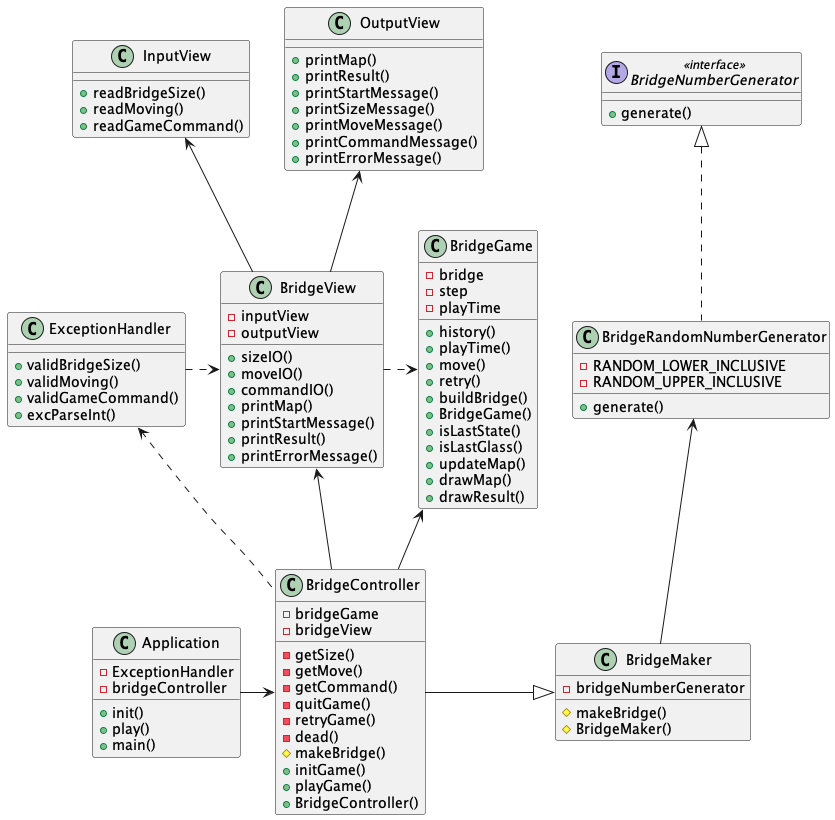 C InputView
readBridgeSize()
readMoving()
readGameCommand()
C OutputView
printMap()
printResult()
printStartMessage()
printSizeMessage()
printMoveMessage()
printCommandMessage()
printErrorMessage()
I «interface»
BridgeNumberGenerator
generate()
C BridgeGame
bridge
step
playTime
history()
playTime()
move()
retry()
buildBridge()
BridgeGame()
isLastState()
isLastGlass()
updateMap()
drawMap()
drawResult()
C BridgeView
inputView
outputView
sizeIO()
moveIO()
commandIO()
printMap()
printStartMessage()
printResult()
printErrorMessage()
C ExceptionHandler
validBridgeSize()
validMoving()
validGameCommand()
excParseInt()
C BridgeRandomNumberGenerator
RANDOM_LOWER_INCLUSIVE
RANDOM_UPPER_INCLUSIVE
generate()
C BridgeController
bridgeGame
bridgeView
getSize()
getMove()
getCommand()
quitGame()
retryGame()
dead()
makeBridge()
initGame()
playGame()
BridgeController()
C Application
ExceptionHandler
bridgeController
init()
play()
main()
C BridgeMaker
bridgeNumberGenerator
makeBridge()
BridgeMaker()